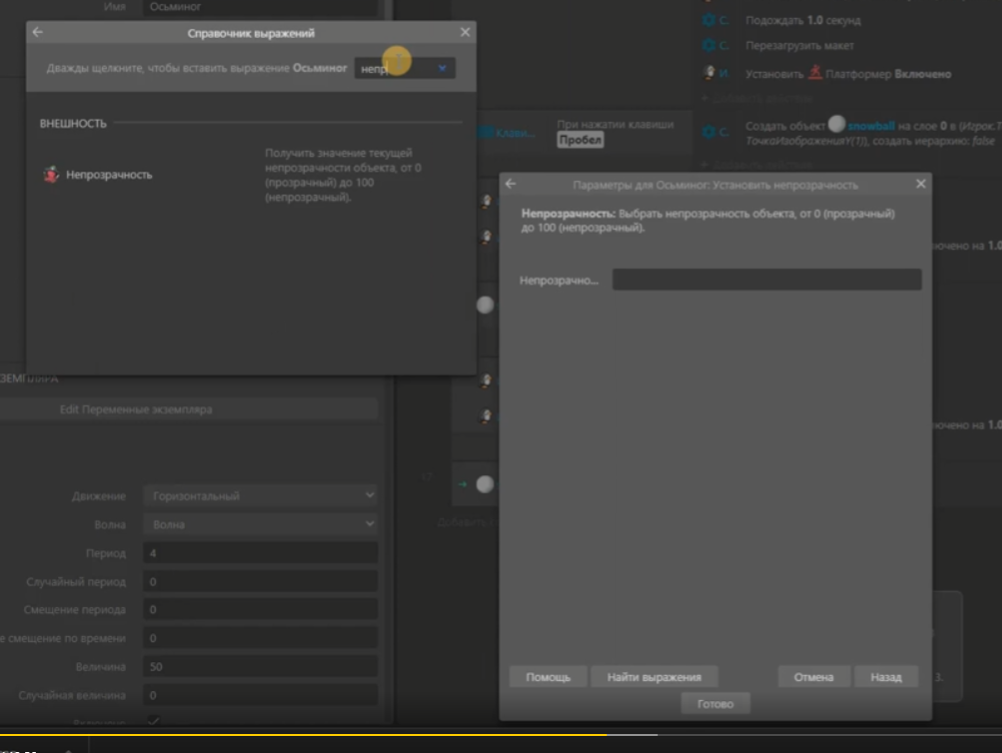 Имя Осьминог
Справочник выражений
Дважды щелкните, чтобы вставить выражение Осьминог непр
ВНЕШНОСТЬ
Непрозрачность
Получить значение текущей
непрозрачности объекта, от 0
(прозрачный) до 100
(непрозрачный).
С. Подождать 1.0 секунд
С. Перезагрузить макет
И Установить Платформер Включено
Клави...
При нажатии клавиши
Пробел
С. Создать объект snowball на слое 0 в (Игрок.Т
ТочкаИзображенияY(1)), создать иерархию: false
Параметры для Осьминог: Установить непрозрачность
Непрозрачность: Выбрать непрозрачность объекта, от 0 (прозрачный)
до 100 (непрозрачный).
Непрозрачно...
ючено на 1.0
ючено на 1.0
Edit Переменные экземпляра
Движение Горизонтальный
Волна Волна
Период 4
Случайный период 0
Смещение периода 0
е смещение по времени 0
Величина 50
Случайная величина 0
Помощь
Найти выражения
Отмена
Назад
Готово
3.